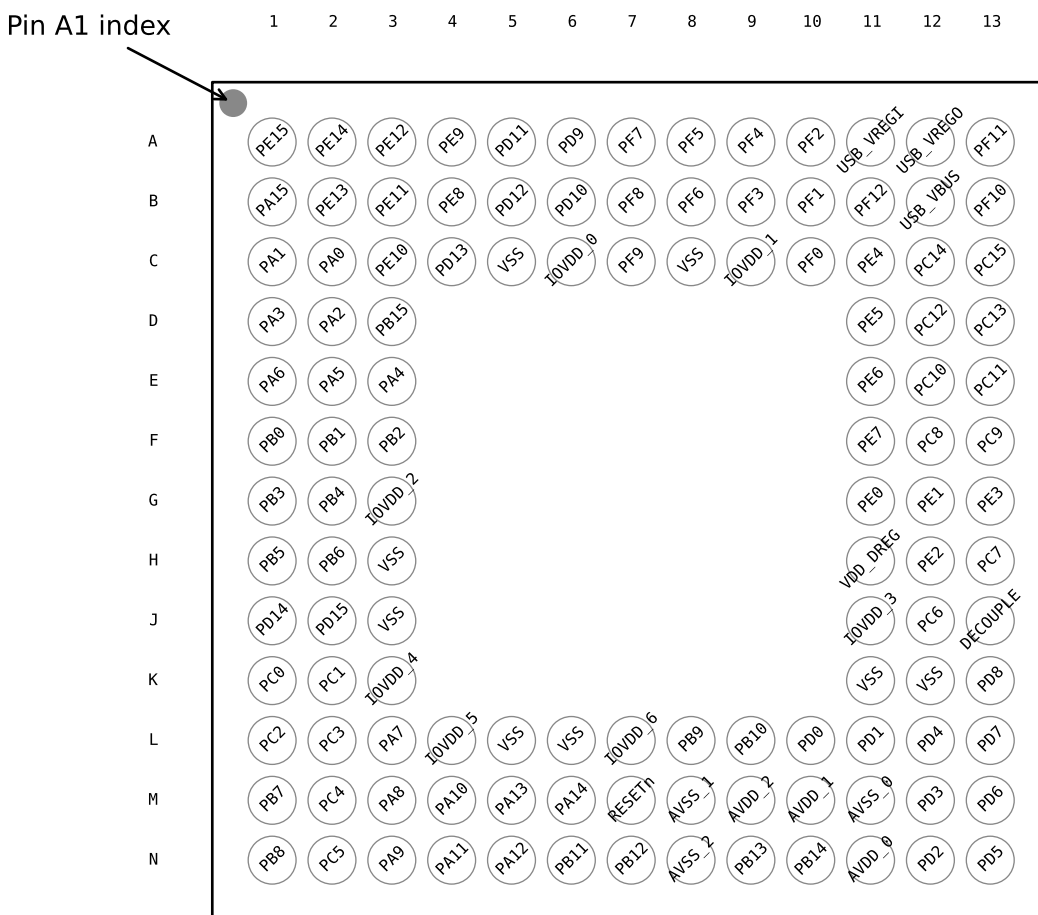 Pin A1 index
1 2 3 4 5 6 7 8 9 10 11 12 13
A PE15 PE14 PE12 PE9 PD11 PD9 PF7 PF5 PF4 PF2 USB_VREGI USB_VREGO PF11
B PA15 PE13 PE11 PE8 PD12 PD10 PF8 PF6 PF3 PF1 PF12 USB_VBUS PF10
C PA1 PA0 PE10 PD13 VSS IOVDD_0 PF9 VSS IOVDD_1 PF0 PE4 PC14 PC15
D PA3 PA2 PB15 PE5 PC12 PC13
E PA6 PA5 PA4 PE6 PC10 PC11
F PB0 PB1 PB2 PE7 PC8 PC9
G PB3 PB4 IOVDD_2 PE0 PE1 PE3
H PB5 PB6 VSS VDD_DREG PE2 PC7
J PD14 PD15 VSS IOVDD_3 PC6 DECOUPLE
K PC0 PC1 IOVDD_4 VSS VSS PD8
L PC2 PC3 PA7 IOVDD_5 VSS VSS IOVDD_6 PB9 PB10 PD0 PD1 PD4 PD7
M PB7 PC4 PA8 PA10 PA13 PA14 RESETn AVSS_1 AVDD_2 AVDD_1 AVSS_0 PD3 PD6
N PB8 PC5 PA9 PA11 PA12 PB11 PB12 AVSS_2 PB13 PB14 AVDD_0 PD2 PD5